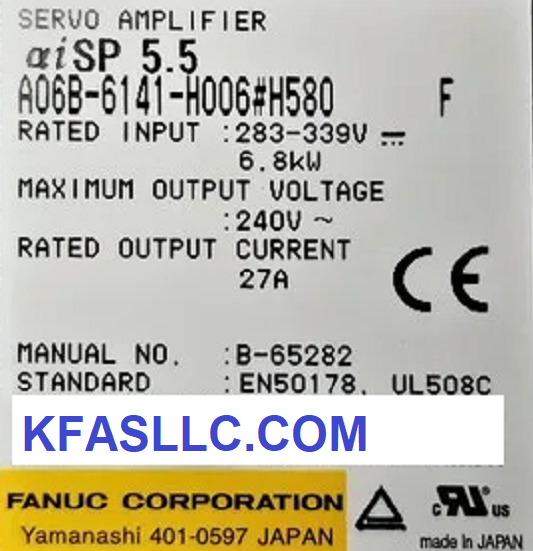 SERVO AMPLIFIER
αiSP 5.5
A06B-6141-H006#H580 F
RATED INPUT :283-339V
6.8kW
MAXIMUM OUTPUT VOLTAGE
:240V ~
RATED OUTPUT CURRENT
27A
CE
MANUAL NO. :B-65282
STANDARD :EN50178, UL508C
KFASLLC.COM
FANUC CORPORATION
Yamanashi 401-0597 JAPAN
c RU us
made in JAPAN